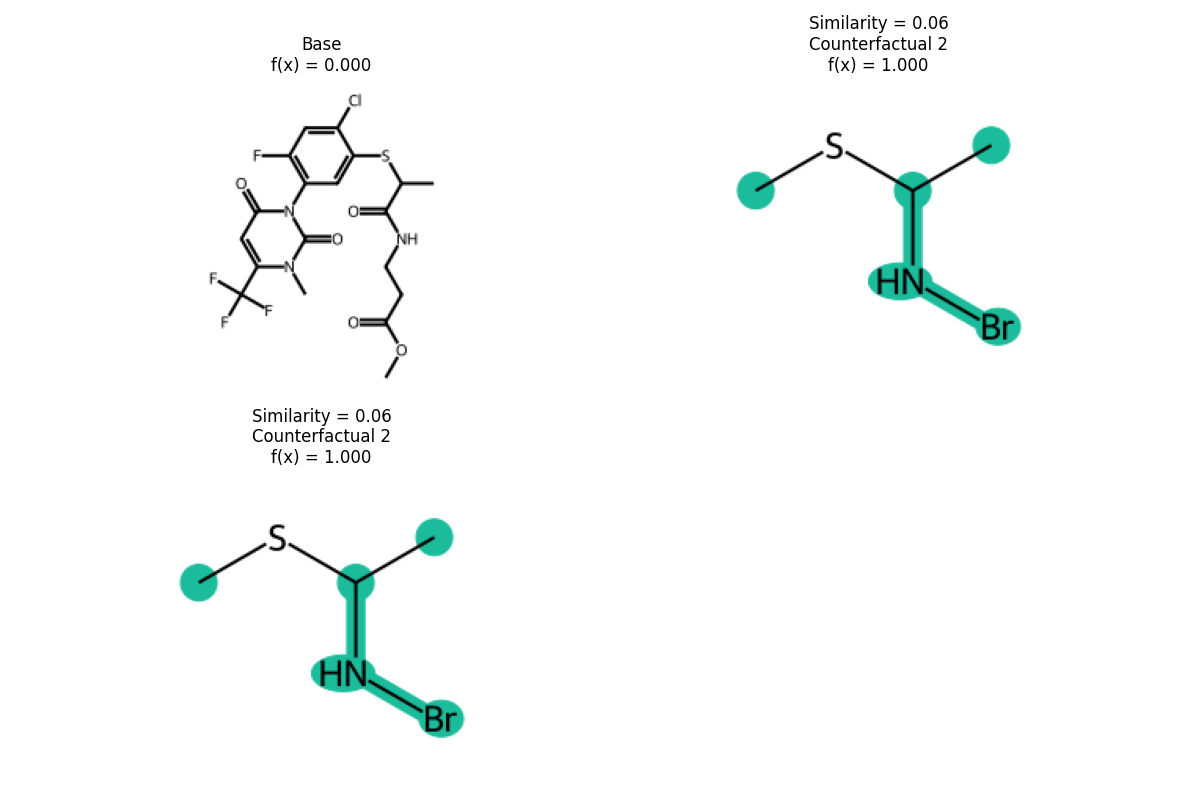 Base
f(x) = 0.000
Cl
F
S
O
N
O
NH
O
N
F
F
F
O
O
Similarity = 0.06
Counterfactual 2
f(x) = 1.000
S
HN
Br
Similarity = 0.06
Counterfactual 2
f(x) = 1.000
S
HN
Br